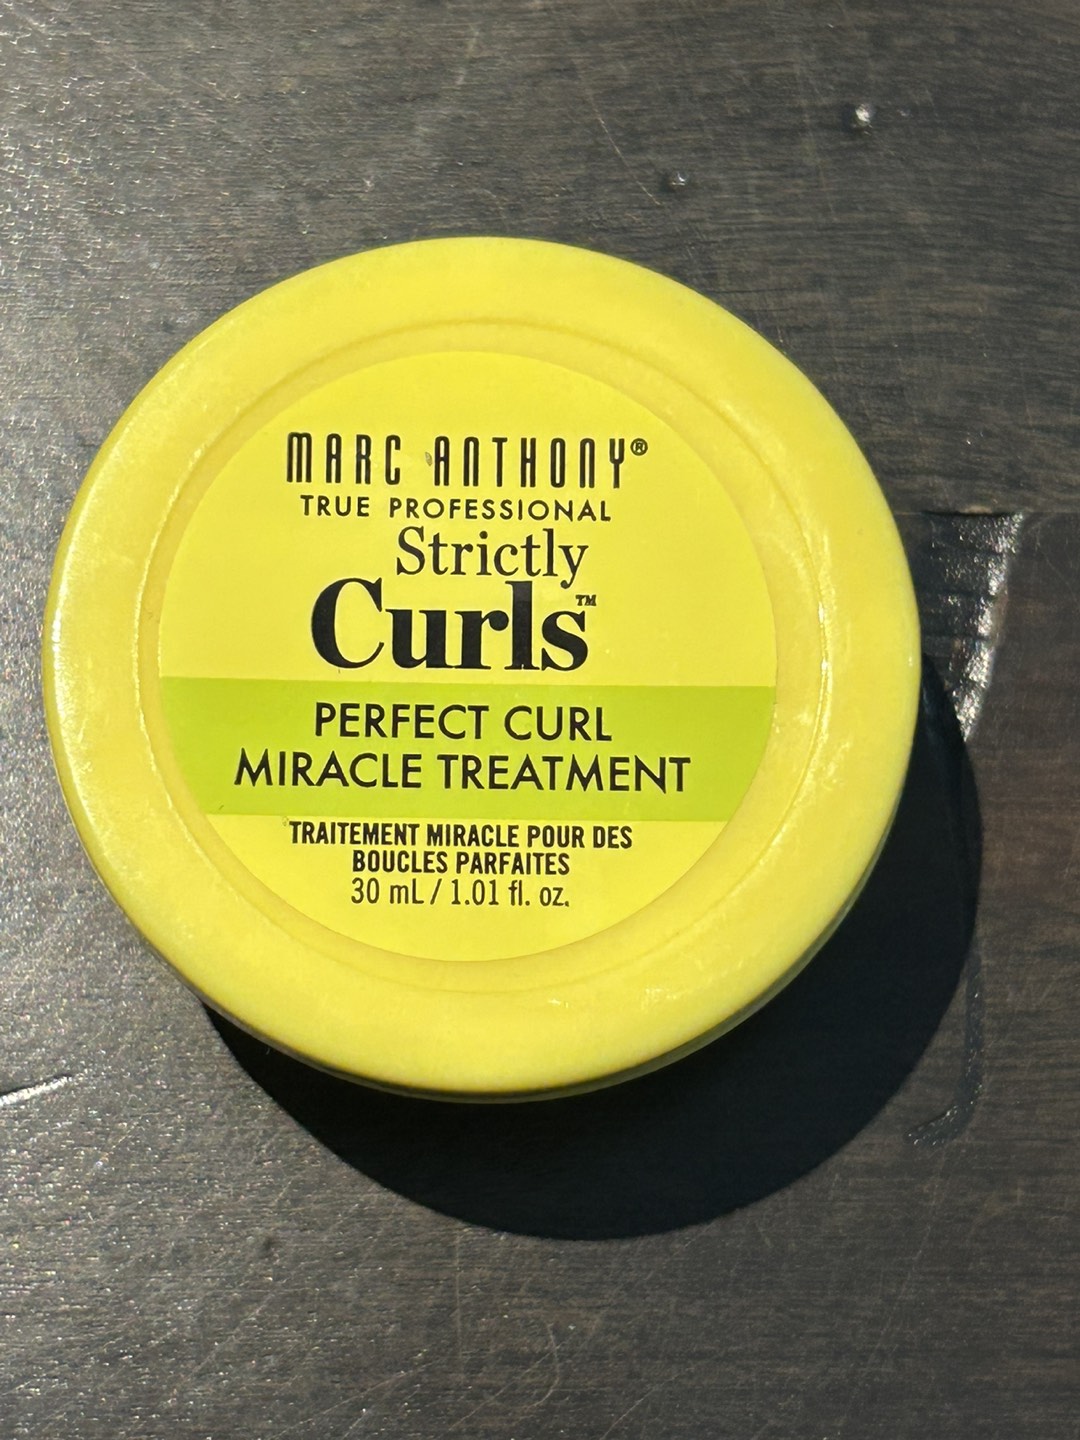 MARC ANTHONY®
TRUE PROFESSIONAL
Strictly
Curls™
PERFECT CURL
MIRACLE TREATMENT
TRAITEMENT MIRACLE POUR DES
BOUCLES PARFAITES
30 mL / 1.01 fl. oz.